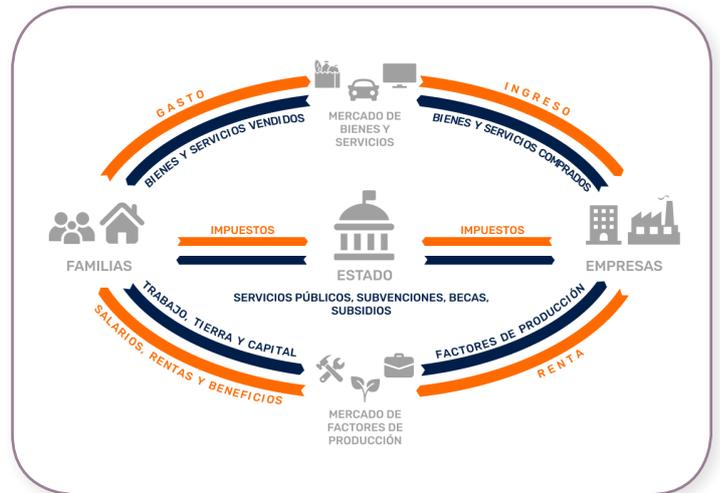 GASTO
INGRESO
BIENES Y SERVICIOS VENDIDOS
MERCADO DE
BIENES Y
SERVICIOS
BIENES Y SERVICIOS COMPRADOS
IMPUESTOS
IMPUESTOS
FAMILIAS
ESTADO
EMPRESAS
SERVICIOS PÚBLICOS, SUBVENCIONES, BECAS,
SUBSIDIOS
TRABAJO, TIERRA Y CAPITAL
FACTORES DE PRODUCCIÓN
SALARIOS, RENTAS Y BENEFICIOS
RENTA
MERCADO DE
FACTORES DE
PRODUCCIÓN